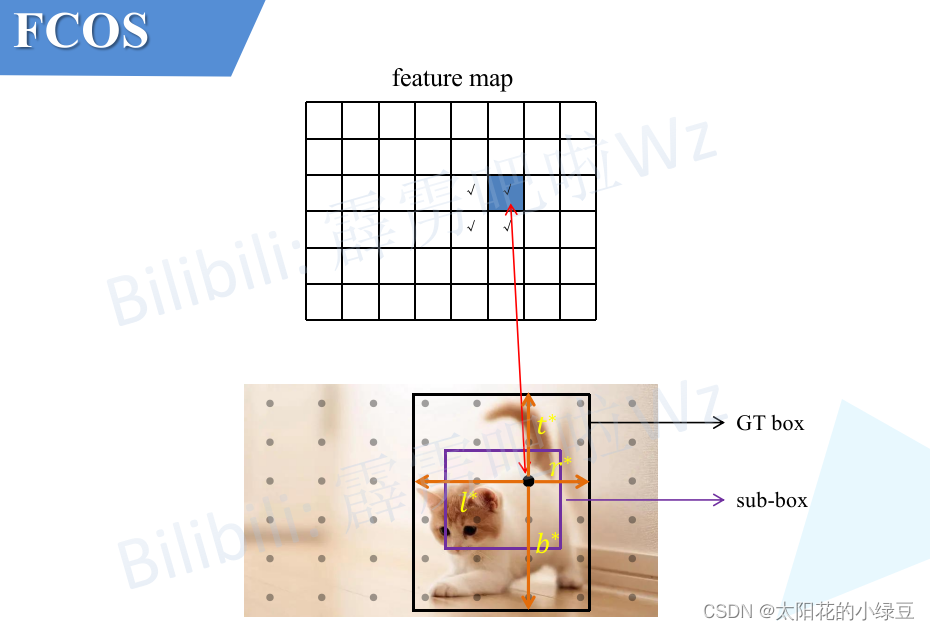 FCOS
feature map
√ √
√ √
Bilibili: 霹雳吧啦Wz
t*
GT box
r*
l*
sub-box
b*
Bilibili: 霹雳吧啦Wz
CSDN @太阳花的小绿豆